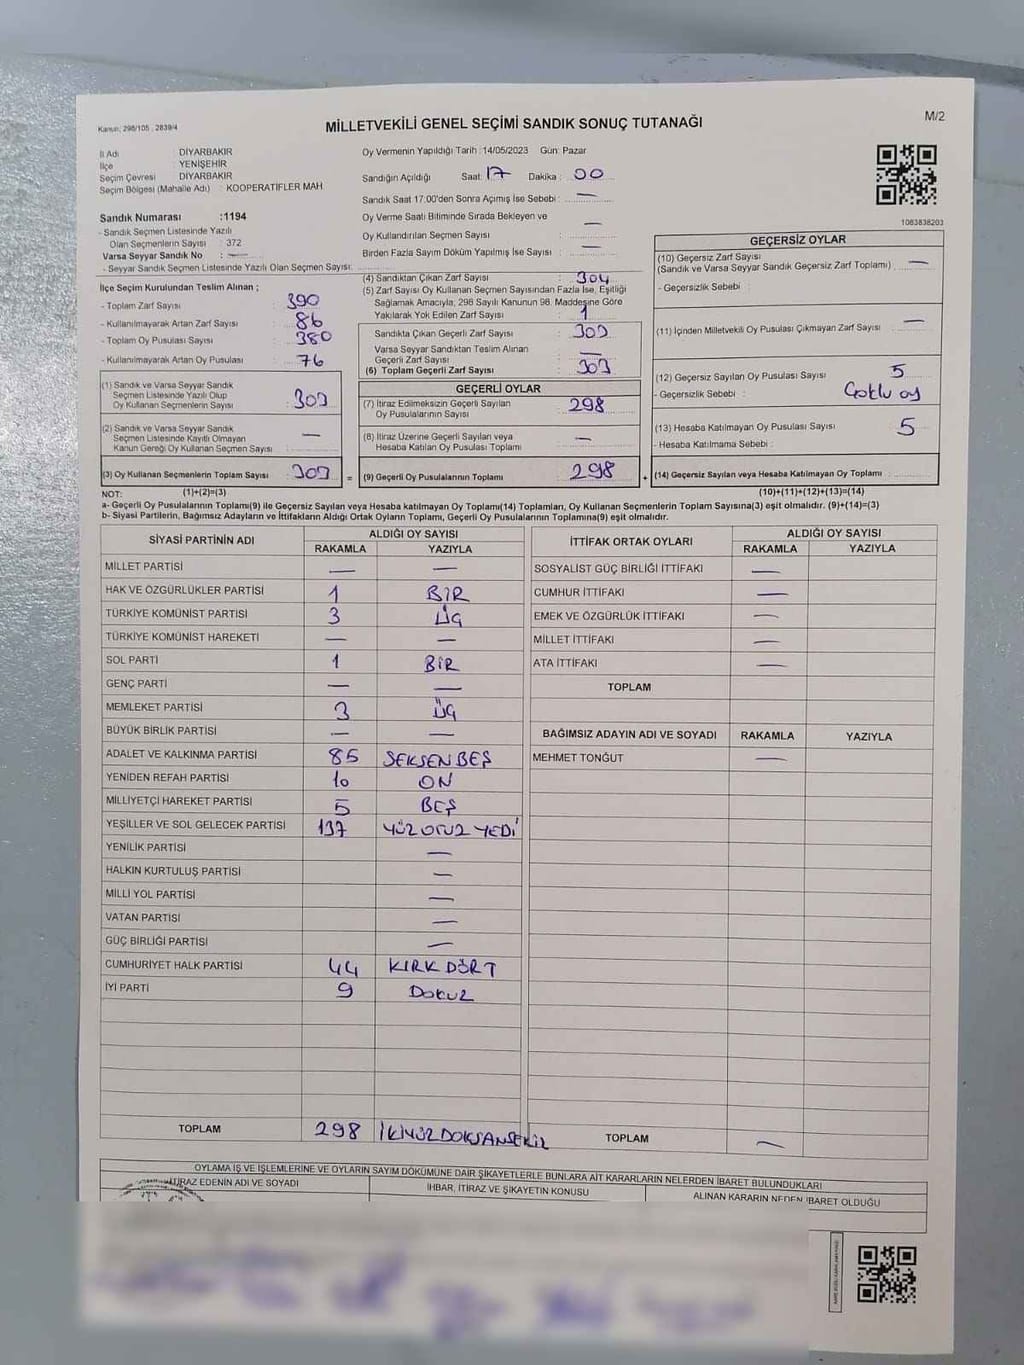 Kanun; 298/105 , 2839/4
MİLLETVEKİLİ GENEL SEÇİMİ SANDIK SONUÇ TUTANAĞI
M/2
İl Adı : DİYARBAKIR
İlçe : YENİŞEHİR
Seçim Çevresi : DİYARBAKIR
Seçim Bölgesi (Mahalle Adı) : KOOPERATİFLER MAH
Sandık Numarası :1194
- Sandık Seçmen Listesinde Yazılı
Olan Seçmenlerin Sayısı : 372
Varsa Seyyar Sandık No : —
- Seyyar Sandık Seçmen Listesinde Yazılı Olan Seçmen Sayısı:
Oy Vermenin Yapıldığı Tarih :14/05/2023 Gün: Pazar
Sandığın Açıldığı Saat: 17 Dakika : 00
Sandık Saat 17:00'den Sonra Açılmış İse Sebebi : —
Oy Verme Saati Bitiminde Sırada Bekleyen ve
Oy Kullandırılan Seçmen Sayısı : —
Birden Fazla Sayım Döküm Yapılmış İse Sayısı : —
1083838203
İlçe Seçim Kurulundan Teslim Alınan ;
- Toplam Zarf Sayısı : 390
- Kullanılmayarak Artan Zarf Sayısı : 86
- Toplam Oy Pusulası Sayısı : 380
- Kullanılmayarak Artan Oy Pusulası : 76
(1) Sandık ve Varsa Seyyar Sandık
Seçmen Listesinde Yazılı Olup
Oy Kullanan Seçmenlerin Sayısı : 303
(2) Sandık ve Varsa Seyyar Sandık
Seçmen Listesinde Kayıtlı Olmayan
Kanun Gereği Oy Kullanan Seçmen Sayısı : —
(3) Oy Kullanan Seçmenlerin Toplam Sayısı : 303
(4) Sandıktan Çıkan Zarf Sayısı : 304
(5) Zarf Sayısı Oy Kullanan Seçmen Sayısından Fazla İse, Eşitliği
Sağlamak Amacıyla, 298 Sayılı Kanunun 98. Maddesine Göre
Yakılarak Yok Edilen Zarf Sayısı : 1
Sandıkta Çıkan Geçerli Zarf Sayısı : 303
Varsa Seyyar Sandıktan Teslim Alınan
Geçerli Zarf Sayısı : —
(6) Toplam Geçerli Zarf Sayısı : 303
GEÇERLİ OYLAR
(7) İtiraz Edilmeksizin Geçerli Sayılan
Oy Pusulalarının Sayısı : 298
(8) İtiraz Üzerine Geçerli Sayılan veya
Hesaba Katılan Oy Pusulası Toplamı : —
= (9) Geçerli Oy Pusulalarının Toplamı : 298 +
GEÇERSİZ OYLAR
(10) Geçersiz Zarf Sayısı
(Sandık ve Varsa Seyyar Sandık Geçersiz Zarf Toplamı) : —
- Geçersizlik Sebebi :
(11) İçinden Milletvekili Oy Pusulası Çıkmayan Zarf Sayısı : —
(12) Geçersiz Sayılan Oy Pusulası Sayısı : 5
- Geçersizlik Sebebi : Çoklu oy
(13) Hesaba Katılmayan Oy Pusulası Sayısı : 5
- Hesaba Katılmama Sebebi :
(14) Geçersiz Sayılan veya Hesaba Katılmayan Oy Toplamı :
NOT: (1)+(2)=(3) (10)+(11)+(12)+(13)=(14)
a- Geçerli Oy Pusulalarının Toplamı(9) ile Geçersiz Sayılan veya Hesaba katılmayan Oy Toplamı(14) Toplamları, Oy Kullanan Seçmenlerin Toplam Sayısına(3) eşit olmalıdır. (9)+(14)=(3)
b- Siyasi Partilerin, Bağımsız Adayların ve İttifakların Aldığı Ortak Oyların Toplamı, Geçerli Oy Pusulalarının Toplamına(9) eşit olmalıdır.
SİYASİ PARTİNİN ADI ALDIĞI OY SAYISI
RAKAMLA YAZIYLA
MİLLET PARTİSİ — —
HAK VE ÖZGÜRLÜKLER PARTİSİ 1 BİR
TÜRKİYE KOMÜNİST PARTİSİ 3 ÜÇ
TÜRKİYE KOMÜNİST HAREKETİ — —
SOL PARTİ 1 BİR
GENÇ PARTİ — —
MEMLEKET PARTİSİ 3 ÜÇ
BÜYÜK BİRLİK PARTİSİ — —
ADALET VE KALKINMA PARTİSİ 85 SEKSEN BEŞ
YENİDEN REFAH PARTİSİ 10 ON
MİLLİYETÇİ HAREKET PARTİSİ 5 BEŞ
YEŞİLLER VE SOL GELECEK PARTİSİ 137 YÜZ OTUZ YEDİ
YENİLİK PARTİSİ —
HALKIN KURTULUŞ PARTİSİ —
MİLLİ YOL PARTİSİ —
VATAN PARTİSİ —
GÜÇ BİRLİĞİ PARTİSİ —
CUMHURİYET HALK PARTİSİ 44 KIRK DÖRT
İYİ PARTİ 9 DOKUZ
TOPLAM 298 İKİYÜZ DOKSANSEKİZ
İTTİFAK ORTAK OYLARI ALDIĞI OY SAYISI
RAKAMLA YAZIYLA
SOSYALİST GÜÇ BİRLİĞİ İTTİFAKI —
CUMHUR İTTİFAKI —
EMEK VE ÖZGÜRLÜK İTTİFAKI —
MİLLET İTTİFAKI —
ATA İTTİFAKI —
TOPLAM
BAĞIMSIZ ADAYIN ADI VE SOYADI RAKAMLA YAZIYLA
MEHMET TONĞUT —
TOPLAM —
OYLAMA İŞ VE İŞLEMLERİNE VE OYLARIN SAYIM DÖKÜMÜNE DAİR ŞİKAYETLERLE BUNLARA AİT KARARLARIN NELERDEN İBARET BULUNDUKLARI
İTİRAZ EDENİN ADI VE SOYADI İHBAR, İTİRAZ VE ŞİKAYETİN KONUSU ALINAN KARARIN NEDEN İBARET OLDUĞU